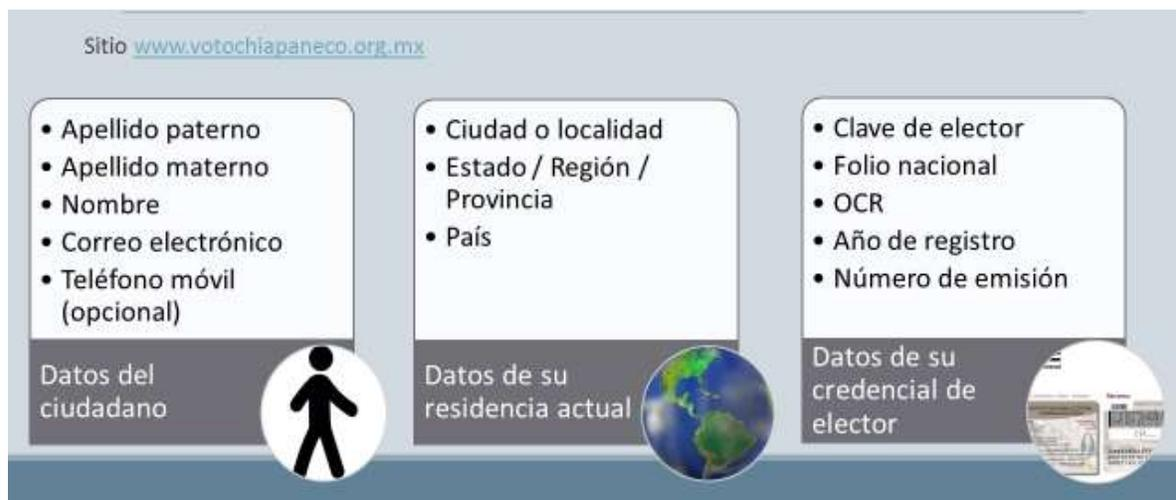 Sitio www.votochiapaneco.org.mx
• Apellido paterno
• Apellido materno
• Nombre
• Correo electrónico
• Teléfono móvil
(opcional)
Datos del
ciudadano
• Ciudad o localidad
• Estado / Región /
Provincia
• País
Datos de su
residencia actual
• Clave de elector
• Folio nacional
• OCR
• Año de registro
• Número de emisión
Datos de su
credencial de
elector